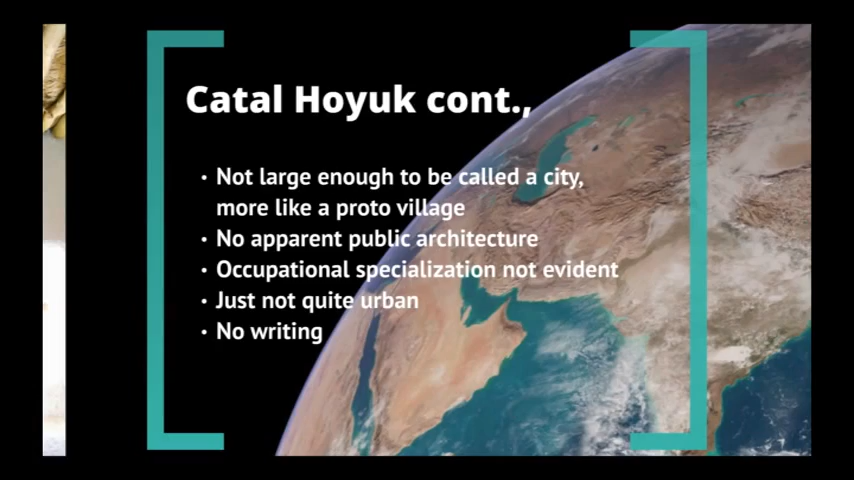 Catal Hoyuk cont.,
• Not large enough to be called a city,
more like a proto village
• No apparent public architecture
• Occupational specialization not evident
• Just not quite urban
• No writing